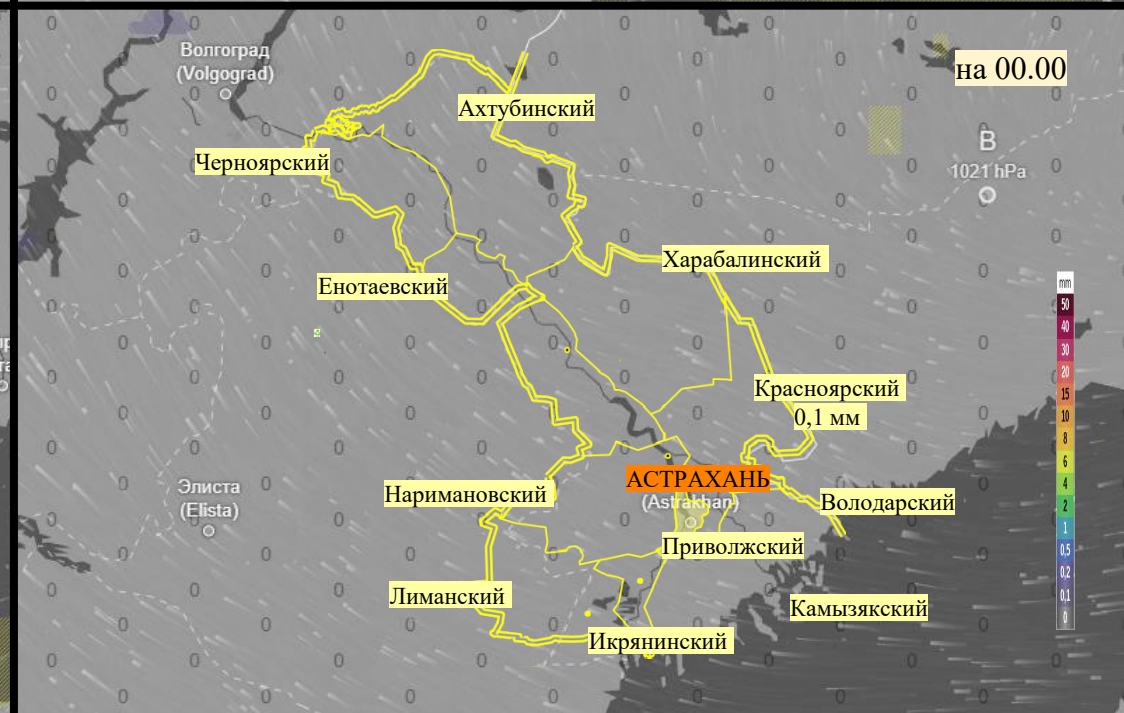 Волгоград
(Volgograd)
на 00.00
Ахтубинский
В
1021 hPa
Черноярский
Харабалинский
Енотаевский
mm
50
40
30
20
15
10
8
6
4
2
1
0,5
0,2
0,1
0
Красноярский
0,1 мм
АСТРАХАНЬ
(Astrakhan)
Элиста
(Elista)
Наримановский
Володарский
Приволжский
Лиманский
Камызякский
Икрянинский